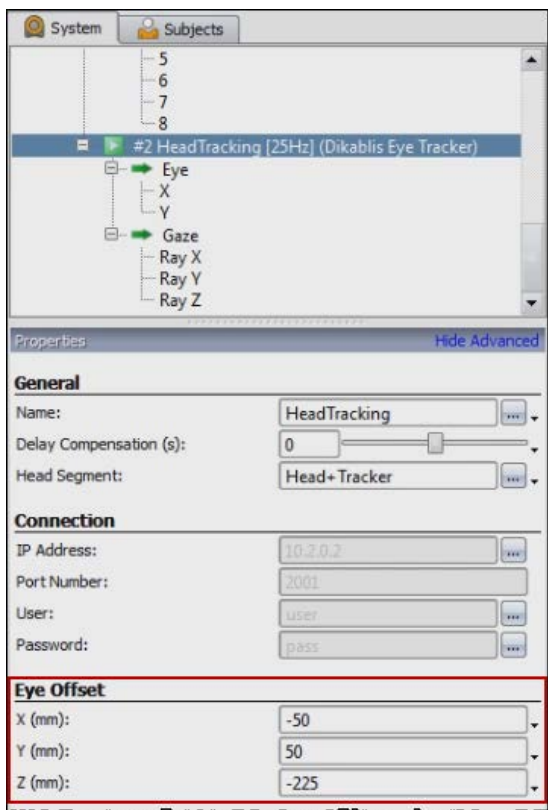 System
Subjects
5
6
7
8
#2 HeadTracking [25Hz] (Dikablis Eye Tracker)
Eye
X
Y
Gaze
Ray X
Ray Y
Ray Z
Properties Hide Advanced
General
Name: HeadTracking ...
Delay Compensation (s): 0
Head Segment: Head+Tracker ...
Connection
IP Address: 10.2.0.2 ...
Port Number: 2001
User: user ...
Password: pass ...
Eye Offset
X (mm): -50
Y (mm): 50
Z (mm): -225